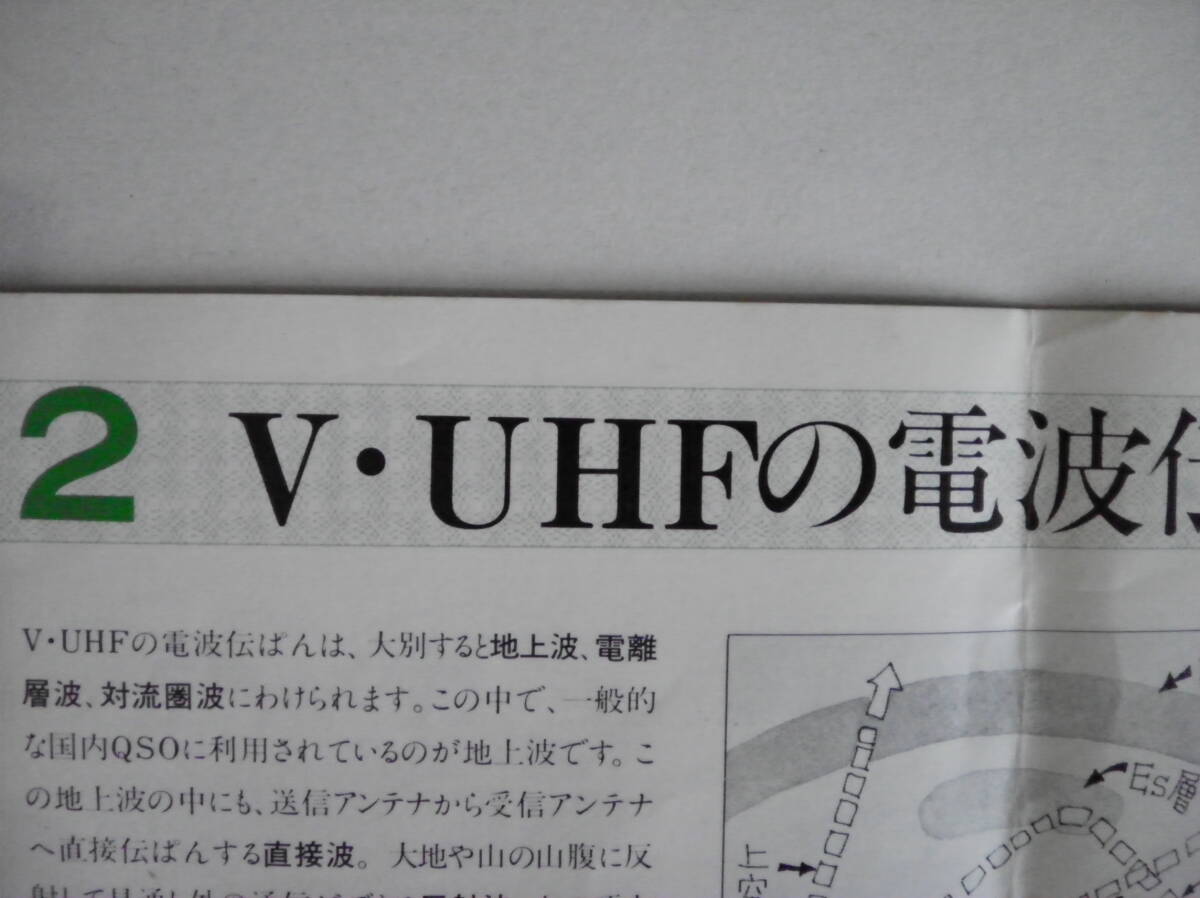 2 V・UHFの電波伝
V・UHFの電波伝ぱんは、大別すると地上波、電離
層波、対流圏波にわけられます。この中で、一般的
な国内QSOに利用されているのが地上波です。こ
の地上波の中にも、送信アンテナから受信アンテナ
へ直接伝ぱんする直接波。大地や山の山腹に反
Es層
上空